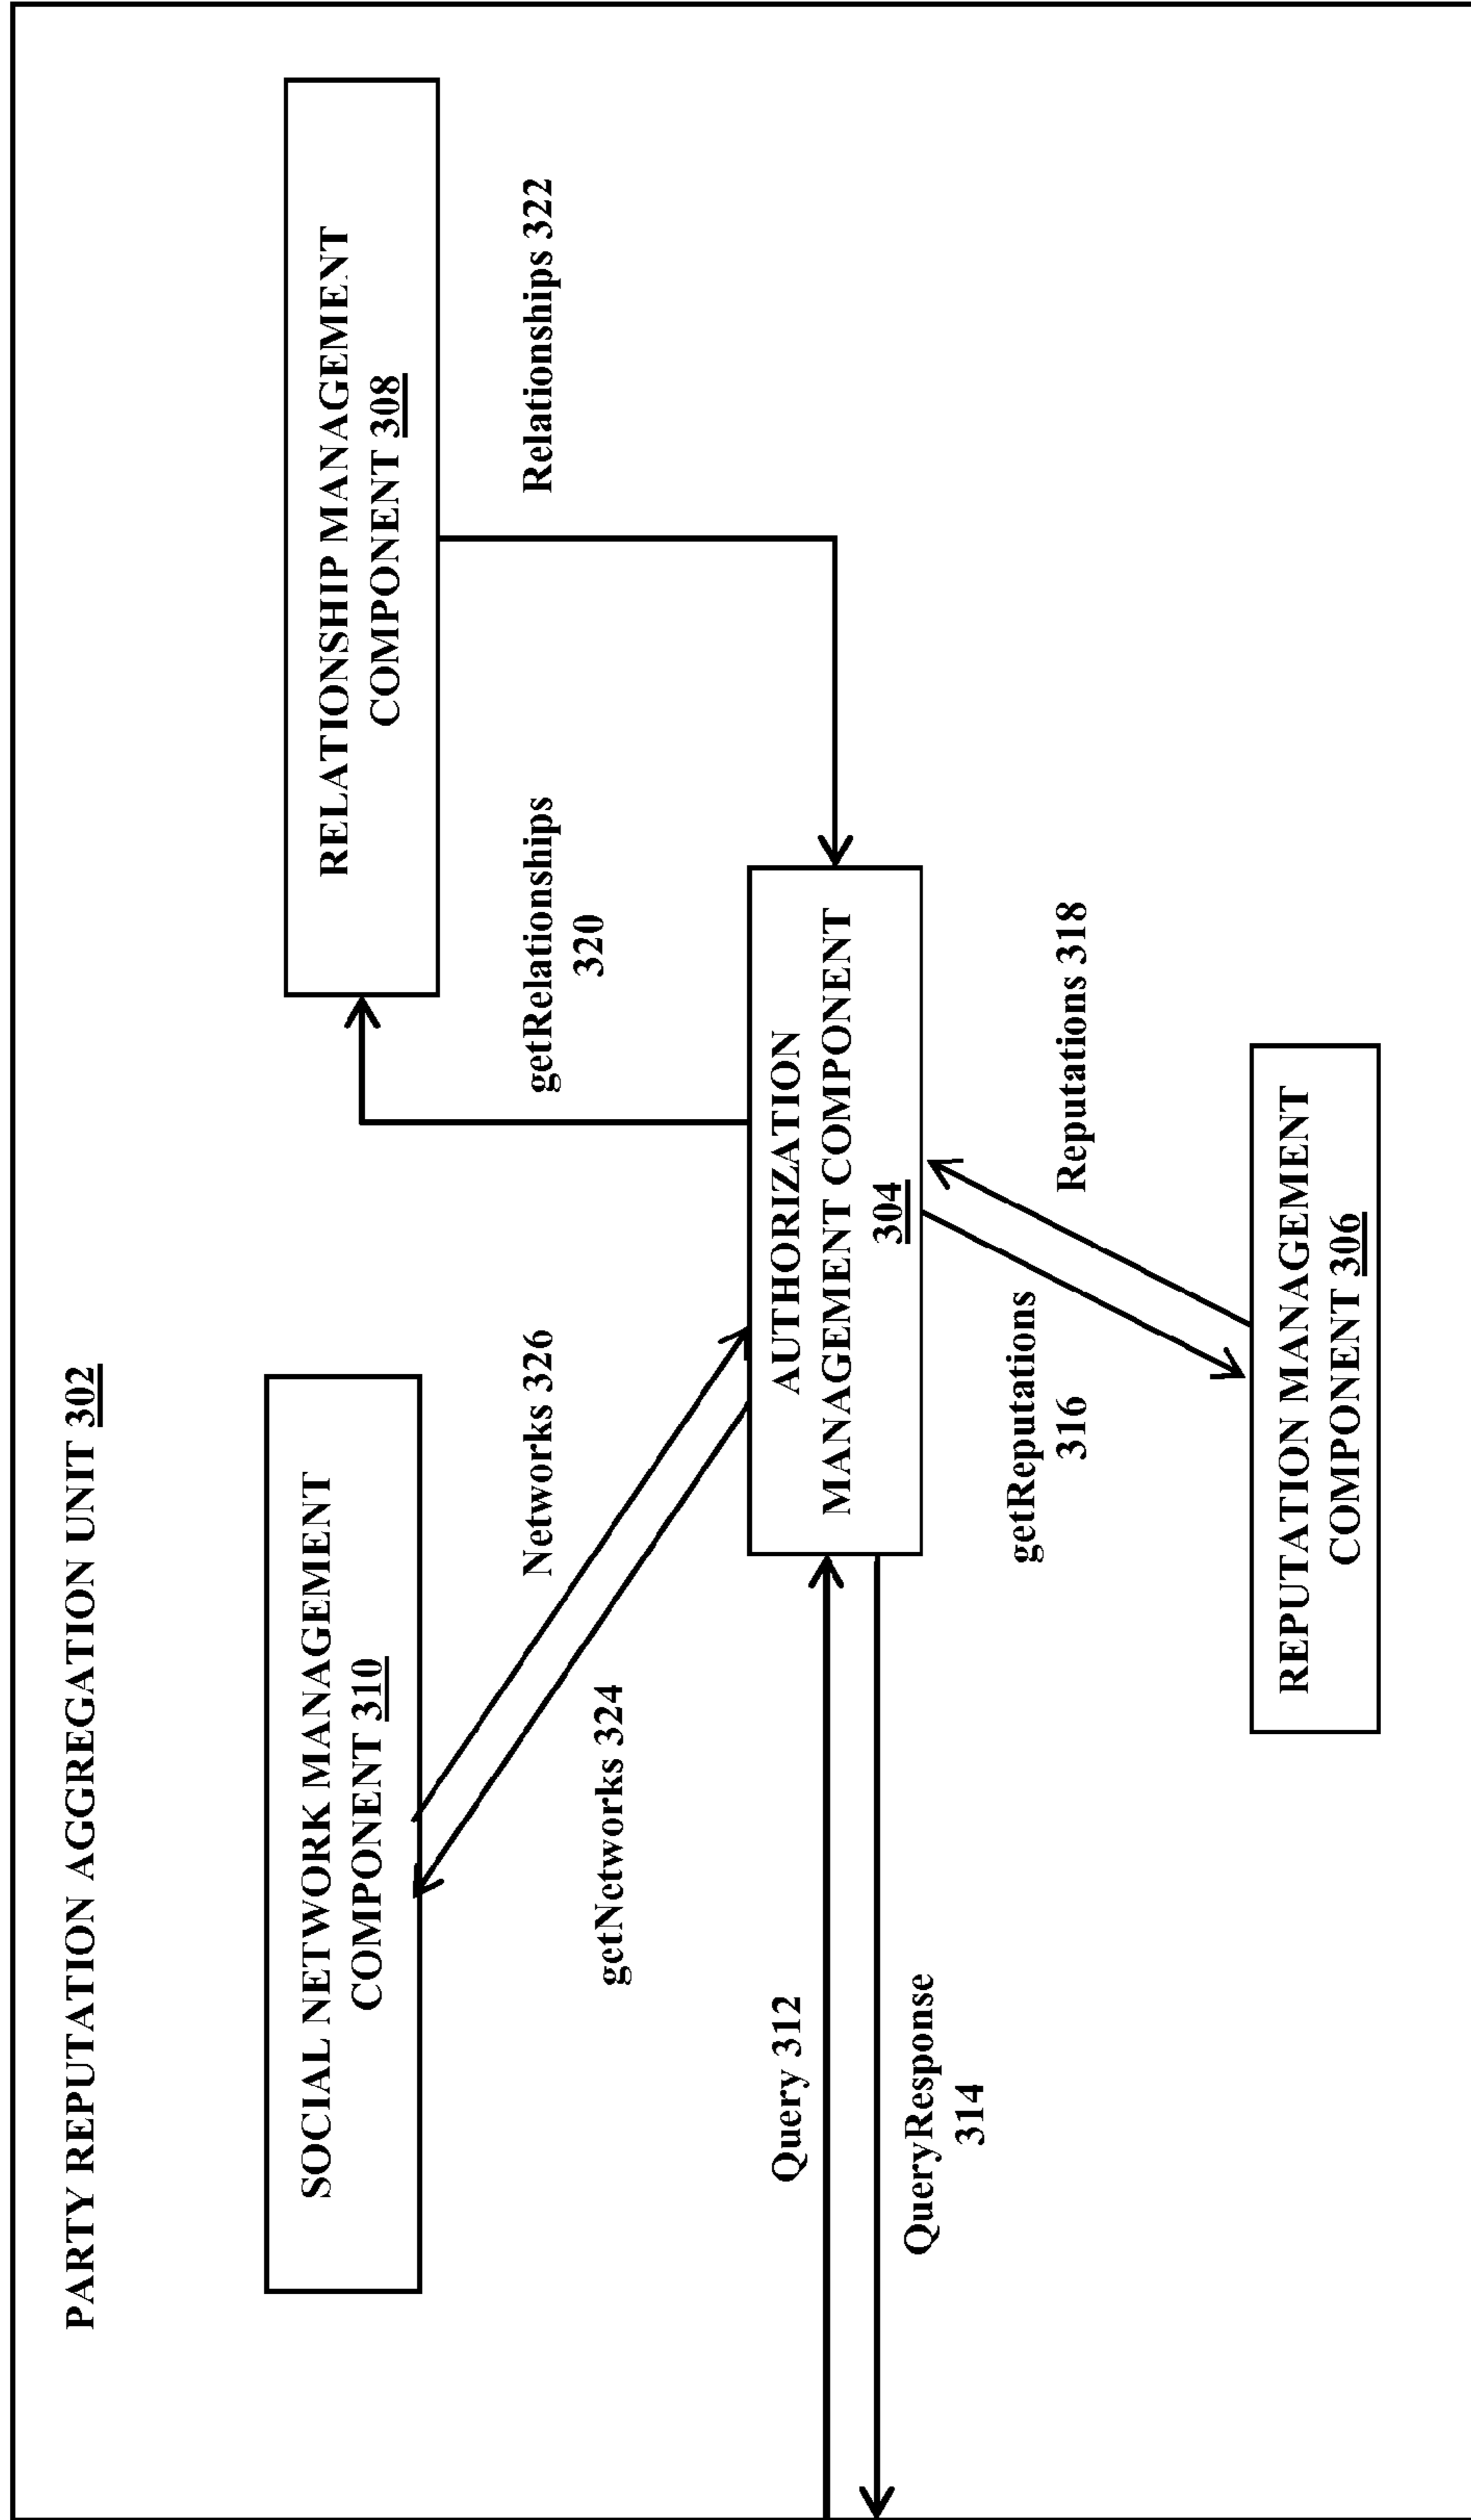 PARTY REPUTATION AGGREGATION UNIT 302
SOCIAL NETWORK MANAGEMENT
COMPONENT 310
RELATIONSHIP MANAGEMENT
COMPONENT 308
Networks 326
getNetworks 324
getRelationships
320
Relationships 322
Query 312
QueryResponse
314
AUTHORIZATION
MANAGEMENT COMPONENT
304
getReputations
316
Reputations 318
REPUTATION MANAGEMENT
COMPONENT 306